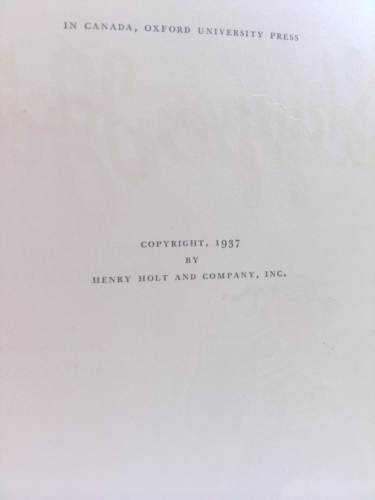 IN CANADA, OXFORD UNIVERSITY PRESS
COPYRIGHT, 1937
BY
HENRY HOLT AND COMPANY, INC.